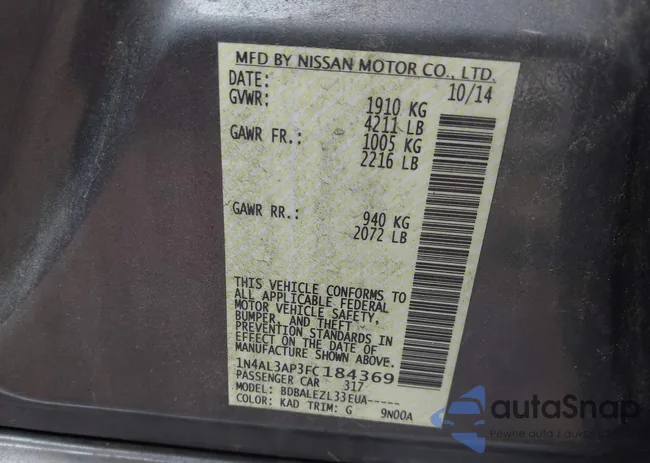 MFD BY NISSAN MOTOR CO., LTD.
DATE: 10/14
GVWR: 1910 KG
4211 LB
GAWR FR.: 1005 KG
2216 LB
GAWR RR.: 940 KG
2072 LB
THIS VEHICLE CONFORMS TO
ALL APPLICABLE FEDERAL
MOTOR VEHICLE SAFETY,
BUMPER, AND THEFT
PREVENTION STANDARDS IN
EFFECT ON THE DATE OF
MANUFACTURE SHOWN ABOVE.
1N4AL3AP3FC184369
PASSENGER CAR 317
MODEL: BDBALEZL33EUA-----
COLOR: KAD TRIM: G 9N00A
autoSnap
Pewne auto z aukcji